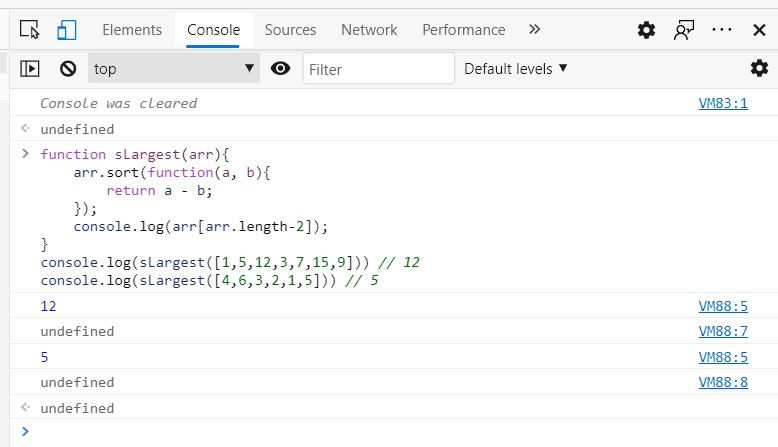 Elements Console Sources Network Performance »
top ▼ Filter Default levels ▼
Console was cleared VM83:1
undefined
function sLargest(arr){
    arr.sort(function(a, b){
        return a - b;
    });
    console.log(arr[arr.length-2]);
}
console.log(sLargest([1,5,12,3,7,15,9])) // 12
console.log(sLargest([4,6,3,2,1,5])) // 5
12 VM88:5
undefined VM88:7
5 VM88:5
undefined VM88:8
undefined